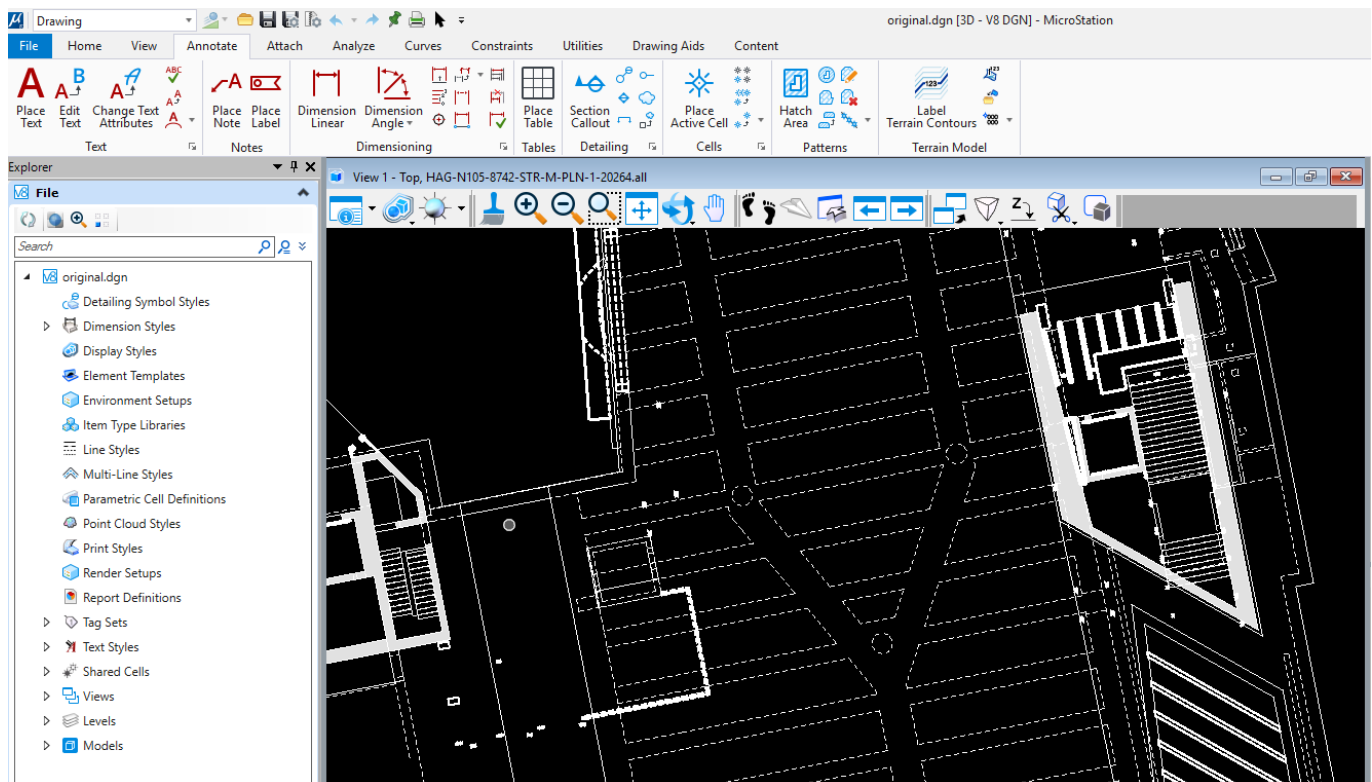 Drawing
original.dgn [3D - V8 DGN] - MicroStation
File Home View Annotate Attach Analyze Curves Constraints Utilities Drawing Aids Content
Place Text
Edit Text
Change Text Attributes
ABC
Text
Place Note
Place Label
Notes
Dimension Linear
Dimension Angle
Dimensioning
Place Table
Tables
Section Callout
Detailing
Place Active Cell
Cells
Hatch Area
Patterns
Label Terrain Contours
Terrain Model
Explorer
View 1 - Top, HAG-N105-8742-STR-M-PLN-1-20264.all
File
Search
original.dgn
Detailing Symbol Styles
Dimension Styles
Display Styles
Element Templates
Environment Setups
Item Type Libraries
Line Styles
Multi-Line Styles
Parametric Cell Definitions
Point Cloud Styles
Print Styles
Render Setups
Report Definitions
Tag Sets
Text Styles
Shared Cells
Views
Levels
Models